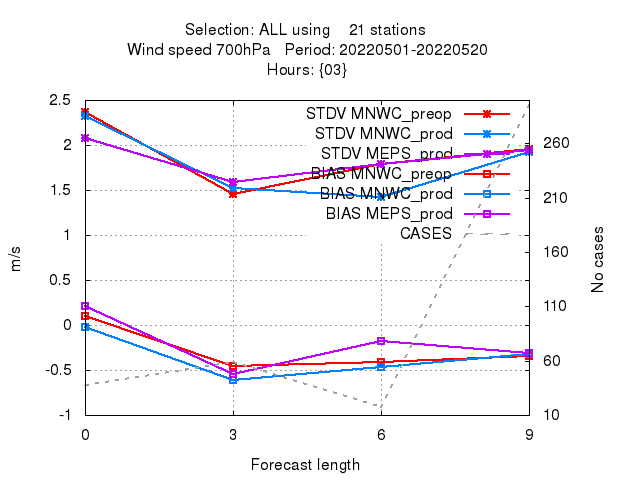 Selection: ALL using    21 stations
Wind speed 700hPa   Period: 20220501-20220520
Hours: {03}
2.5
2
1.5
1
0.5
0
-0.5
-1
m/s
STDV MNWC_preop
STDV MNWC_prod
STDV MEPS_prod
BIAS MNWC_preop
BIAS MNWC_prod
BIAS MEPS_prod
CASES
260
210
160
110
60
10
No cases
0 3 6 9
Forecast length